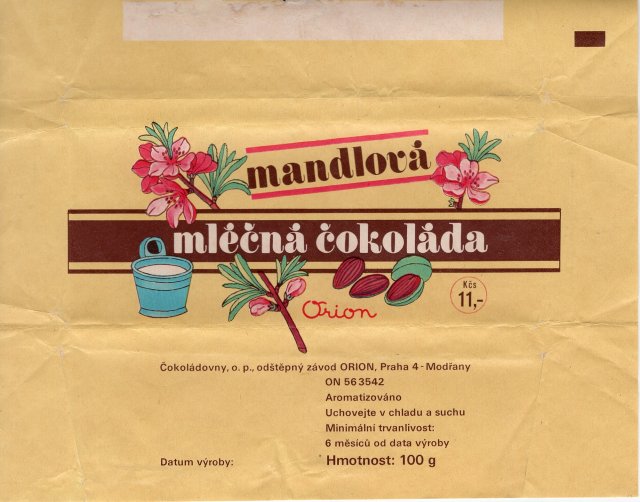 mandlová
mléčná čokoláda
Kčs
11,-
Orion
Čokoládovny, o. p., odštěpný závod ORION, Praha 4 - Modřany
ON 56 3542
Aromatizováno
Uchovejte v chladu a suchu
Minimální trvanlivost:
6 měsíců od data výroby
Datum výroby: Hmotnost: 100 g